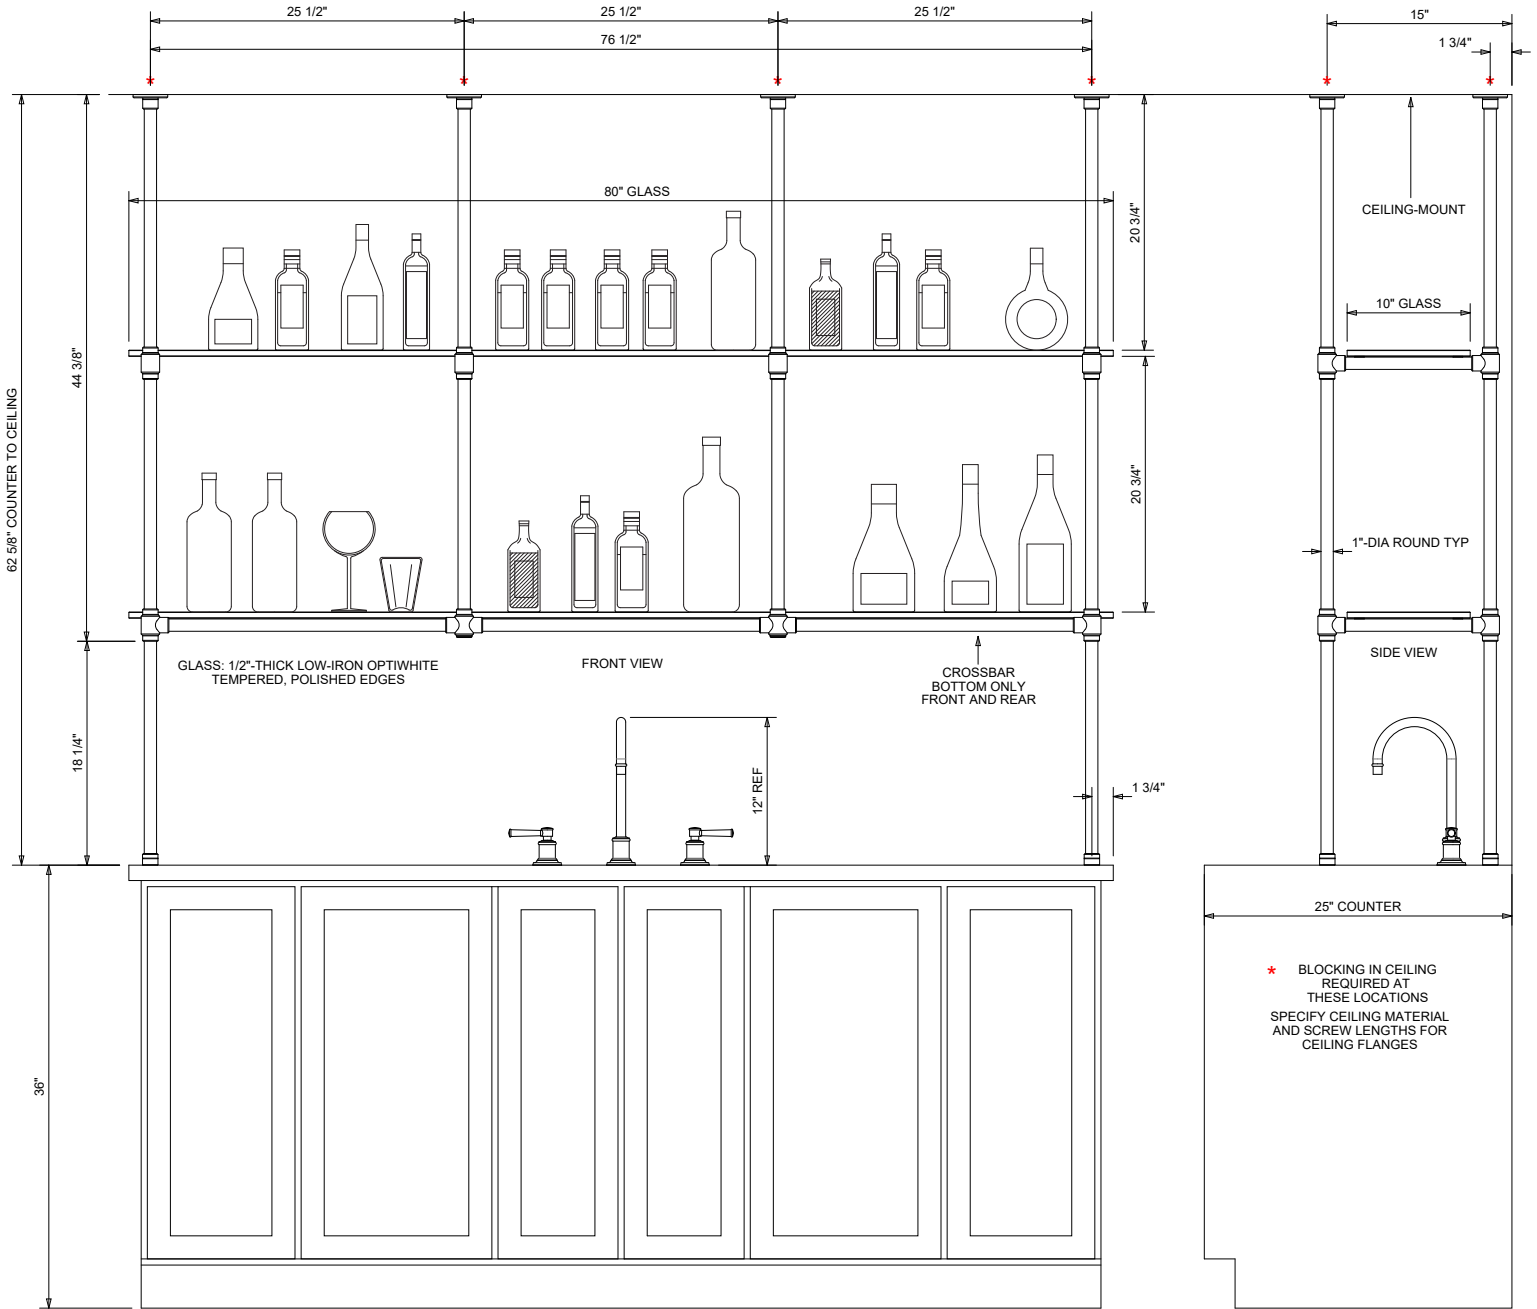 25 1/2"
25 1/2"
25 1/2"
15"
76 1/2"
1 3/4"
*
*
*
*
*
*
80" GLASS
CEILING-MOUNT
20 3/4"
10" GLASS
44 3/8"
62 5/8" COUNTER TO CEILING
20 3/4"
1"-DIA ROUND TYP
GLASS: 1/2"-THICK LOW-IRON OPTIWHITE
TEMPERED, POLISHED EDGES
FRONT VIEW
CROSSBAR
BOTTOM ONLY
FRONT AND REAR
SIDE VIEW
18 1/4"
12" REF
1 3/4"
25" COUNTER
* BLOCKING IN CEILING
REQUIRED AT
THESE LOCATIONS
SPECIFY CEILING MATERIAL
AND SCREW LENGTHS FOR
CEILING FLANGES
36"